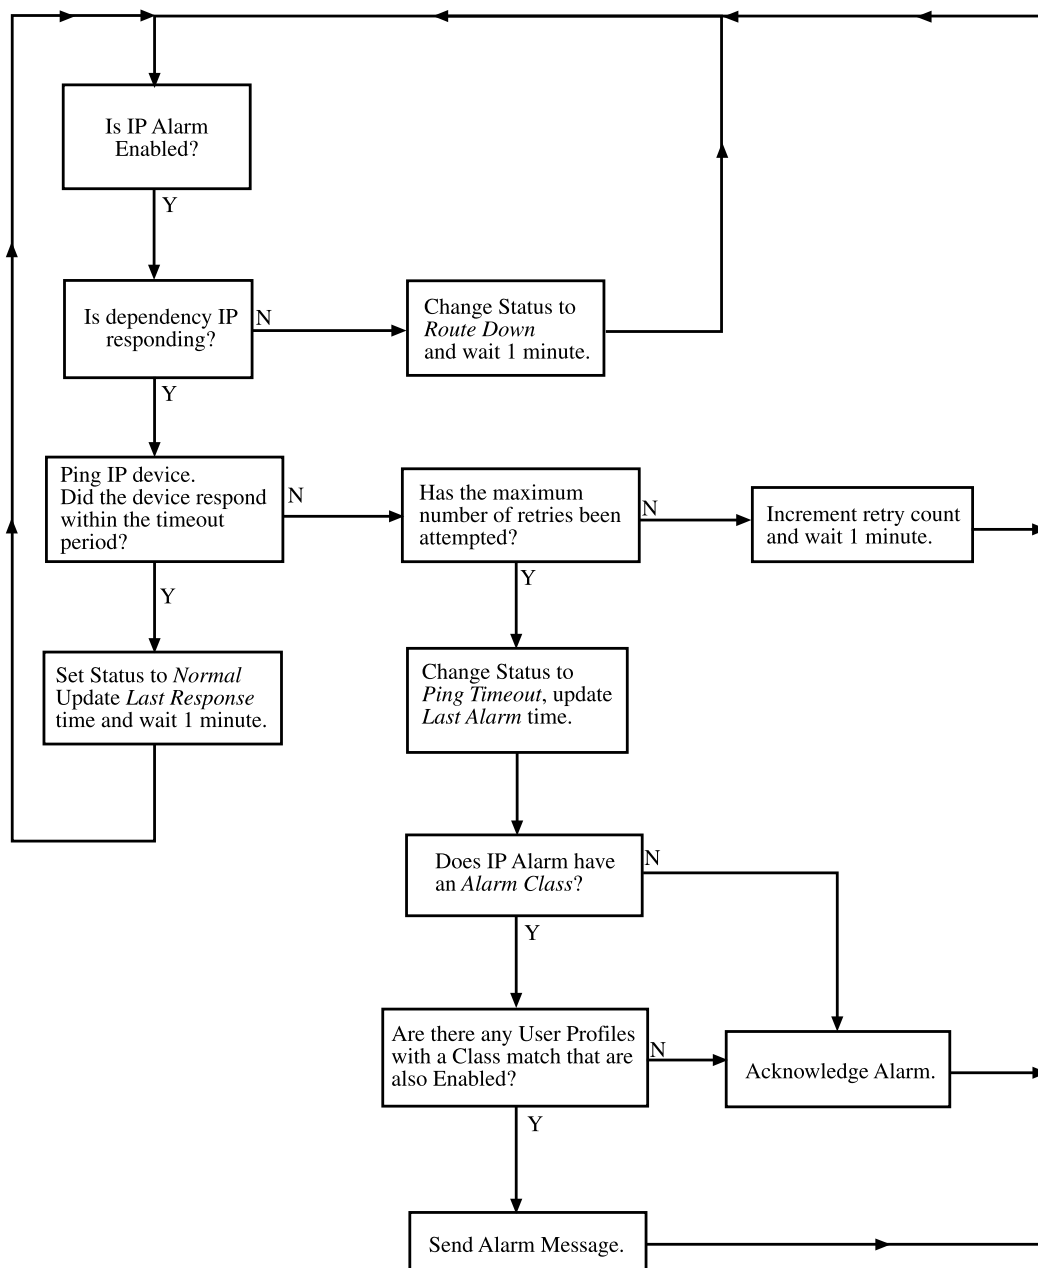 Is IP Alarm
Enabled?
Y
Is dependency IP
responding?
N
Change Status to
Route Down
and wait 1 minute.
Y
Ping IP device.
Did the device respond
within the timeout
period?
N
Has the maximum
number of retries been
attempted?
N
Increment retry count
and wait 1 minute.
Y
Y
Set Status to Normal
Update Last Response
time and wait 1 minute.
Change Status to
Ping Timeout, update
Last Alarm time.
Does IP Alarm have
an Alarm Class?
N
Y
Are there any User Profiles
with a Class match that are
also Enabled?
N
Acknowledge Alarm.
Y
Send Alarm Message.